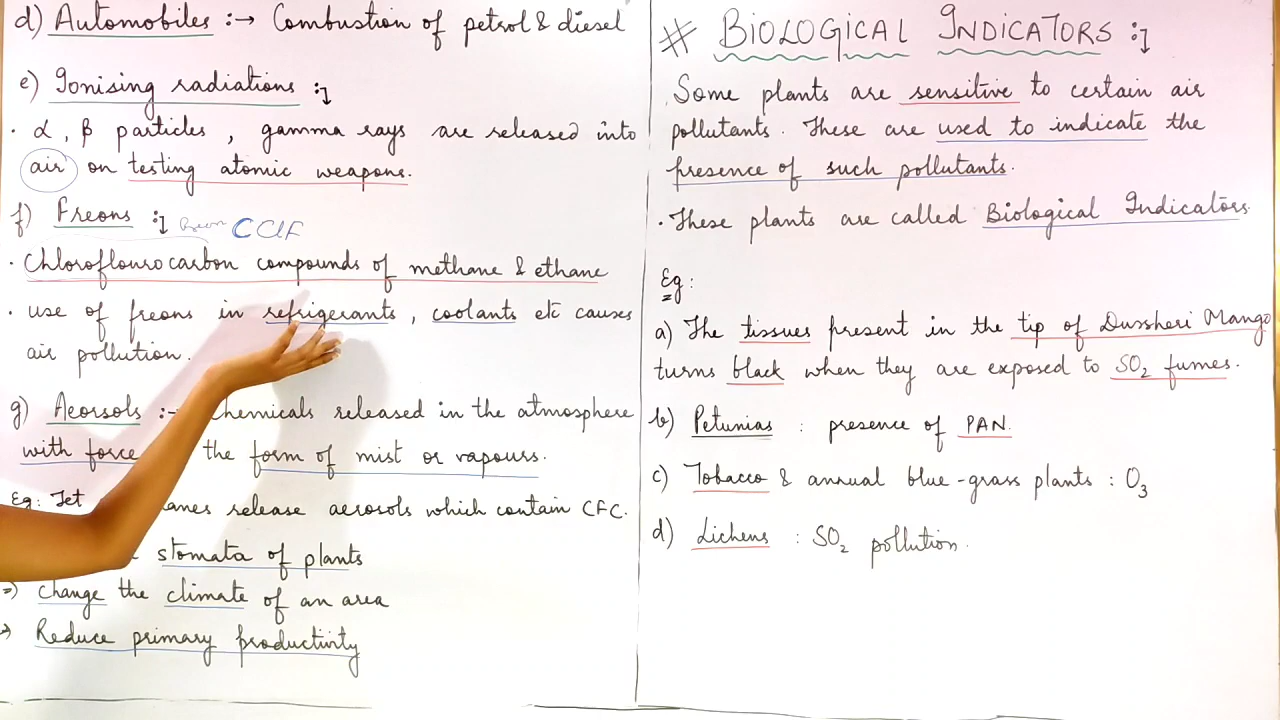 d) Automobiles :→ Combustion of petrol & diesel
e) Ionising radiations :⁊
· α, β particles, gamma rays are released into
air on testing atomic weapons.
f) Freons :⁊ CClF
· Chloroflourocarbon compounds of methane & ethane
· use of freons in refrigerants, coolants etc causes
air pollution.
g) Aeorsols :→ Chemicals released in the atmosphere
with force the form of mist or vapours.
Eg: Jet anes release aerosols which contain CFC.
stomata of plants
⇒) change the climate of an area
⇒) Reduce primary productivity
# BIOLOGICAL INDICATORS :⁊
Some plants are sensitive to certain air
pollutants. These are used to indicate the
presence of such pollutants.
· These plants are called Biological Indicators.
Eg:
a) The tissues present in the tip of Dussheri Mango
turns black when they are exposed to SO₂ fumes.
b) Petunias : presence of PAN.
c) Tobacco & annual blue-grass plants : O₃
d) Lichens : SO₂ pollution.